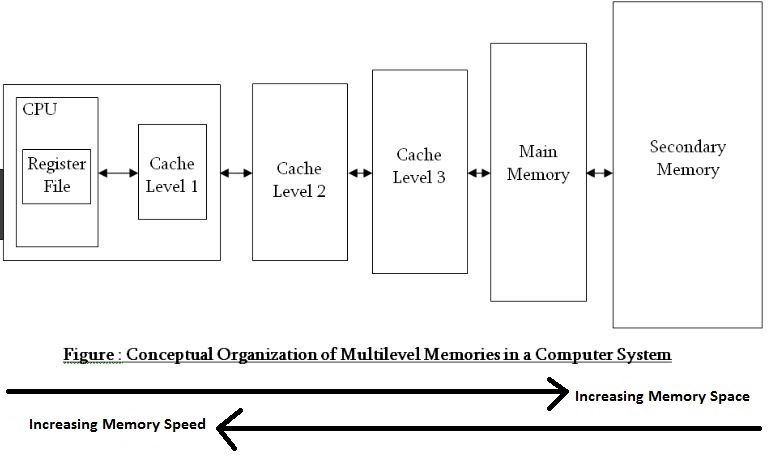 CPU
Register
File
Cache
Level 1
Cache
Level 2
Cache
Level 3
Main
Memory
Secondary
Memory
Figure : Conceptual Organization of Multilevel Memories in a Computer System
Increasing Memory Space
Increasing Memory Speed